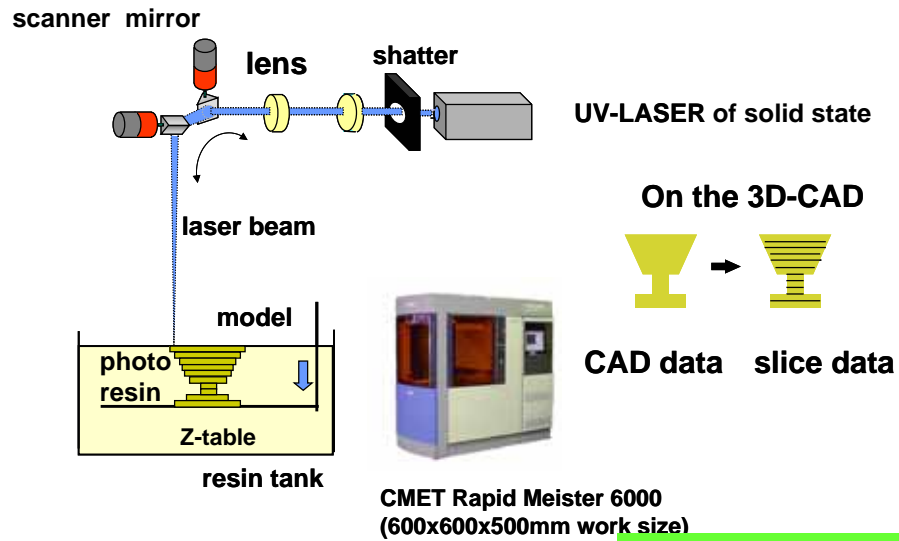 scanner mirror
lens
shatter
UV-LASER of solid state
On the 3D-CAD
laser beam
model
photo
resin
CAD data
slice data
Z-table
resin tank
CMET Rapid Meister 6000
(600x600x500mm work size)